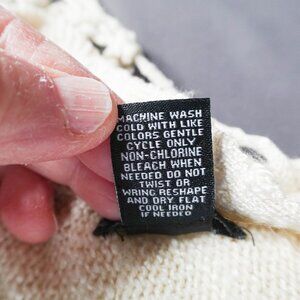 MACHINE WASH
COLD WITH LIKE
COLORS GENTLE
CYCLE ONLY
NON-CHLORINE
BLEACH WHEN
NEEDED DO NOT
TWIST OR
WRING RESHAPE
AND DRY FLAT
COOL IRON
IF NEEDED